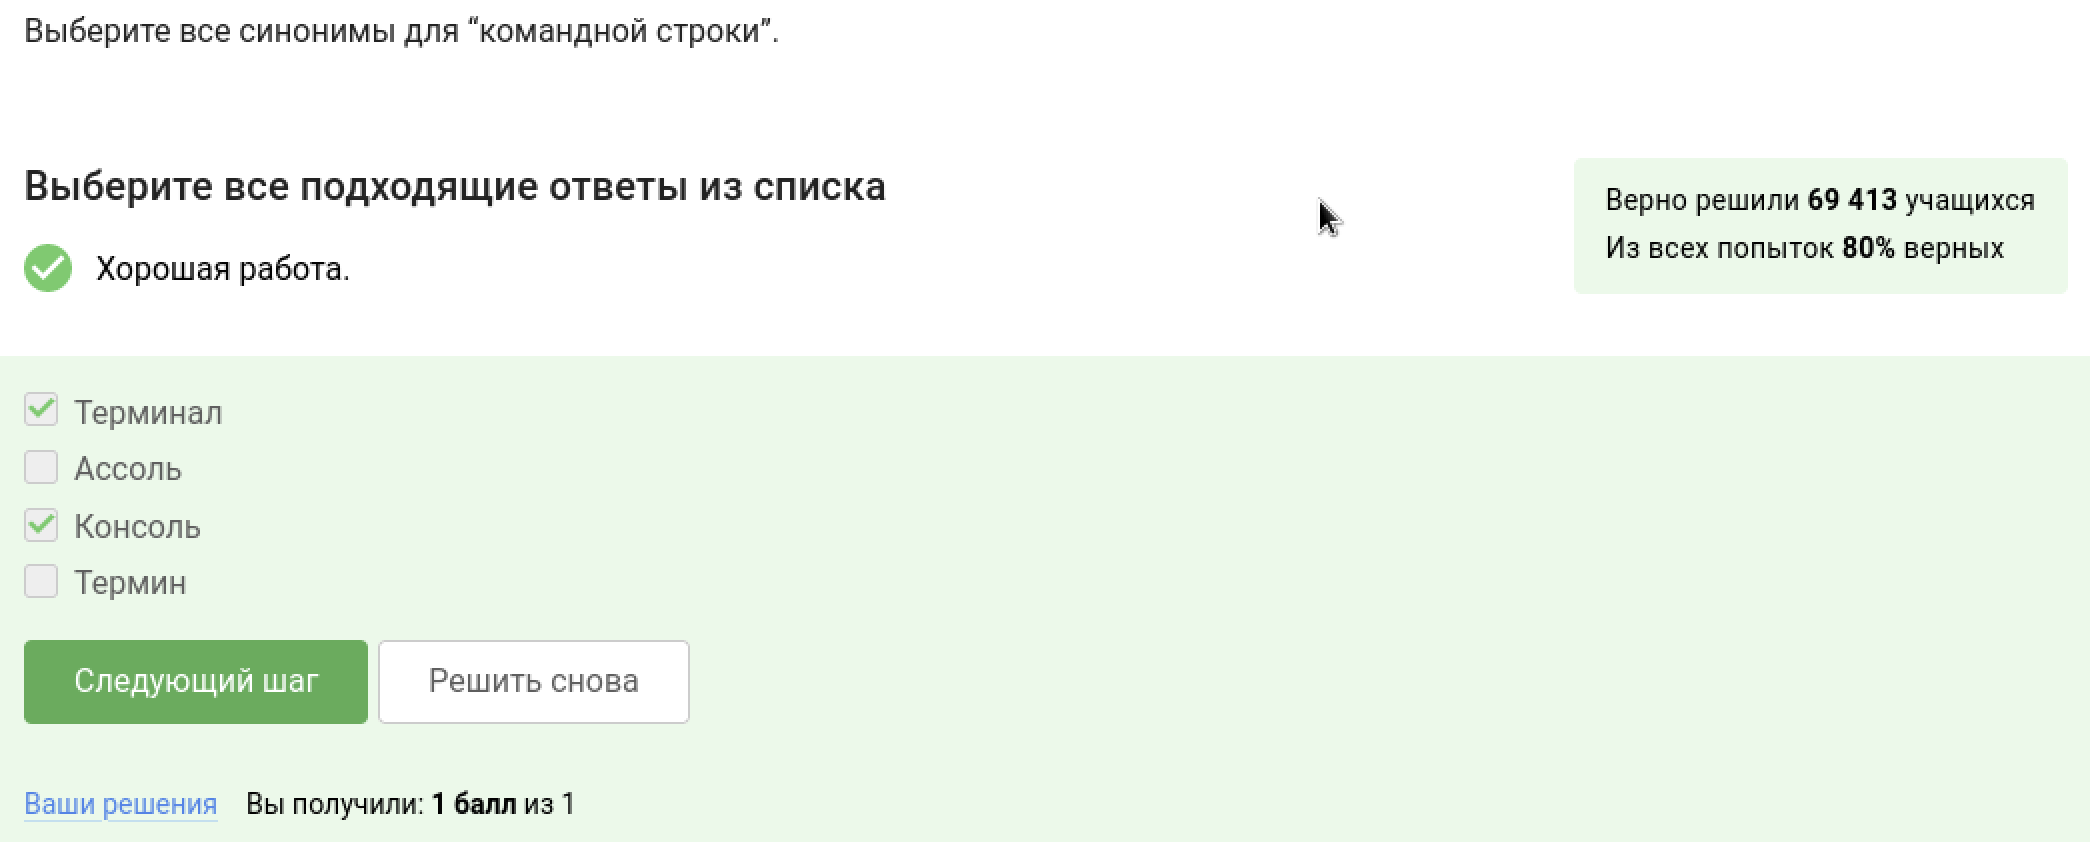 Выберите все синонимы для “командной строки”.
Выберите все подходящие ответы из списка
Верно решили 69 413 учащихся
Из всех попыток 80% верных
Хорошая работа.
Терминал
Ассоль
Консоль
Термин
Следующий шаг
Решить снова
Ваши решения Вы получили: 1 балл из 1